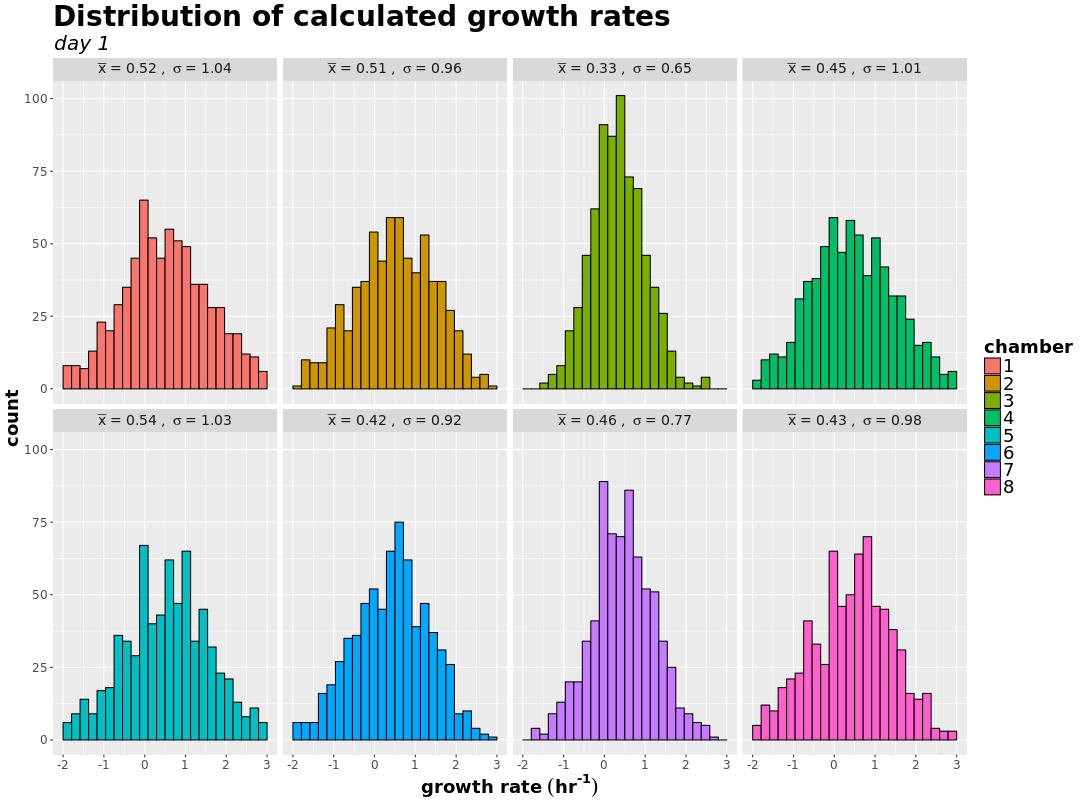 Distribution of calculated growth rates
day 1
x̅ = 0.52 , σ = 1.04
x̅ = 0.51 , σ = 0.96
x̅ = 0.33 , σ = 0.65
x̅ = 0.45 , σ = 1.01
100
75
50
25
0
x̅ = 0.54 , σ = 1.03
x̅ = 0.42 , σ = 0.92
x̅ = 0.46 , σ = 0.77
x̅ = 0.43 , σ = 0.98
100
75
50
25
0
-2 -1 0 1 2 3
-2 -1 0 1 2 3
-2 -1 0 1 2 3
-2 -1 0 1 2 3
count
growth rate (hr⁻¹)
chamber
1
2
3
4
5
6
7
8